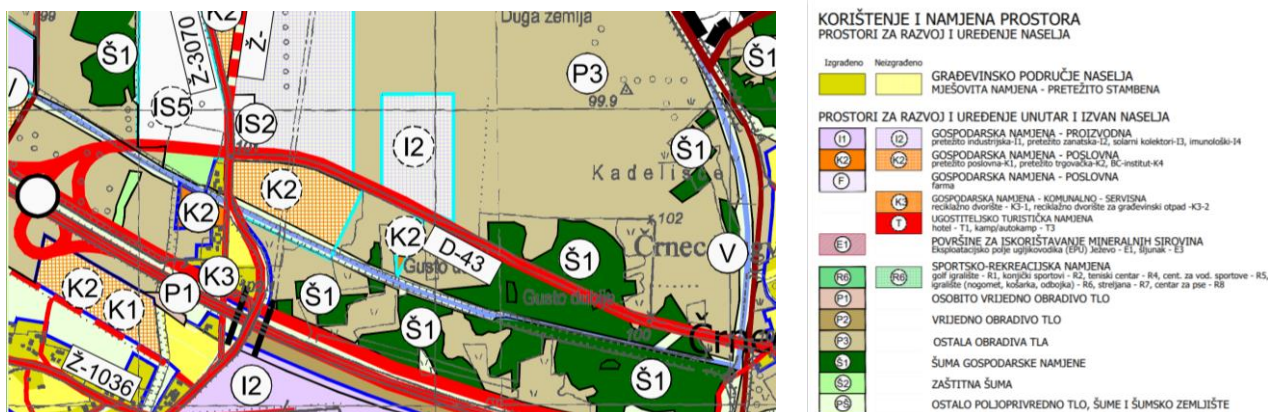 99
K2
Š1
Ž-3070
Ž-
Duga zemlja
P3
99.9
Š1
IS5
IS2
I2
Š1
K2
K2
K2
D-43
102
Črnec
V
K3
Š1
Š1
P1
K2
K1
Š1
Ž-1036
I2
Š1
KORIŠTENJE I NAMJENA PROSTORA
PROSTORI ZA RAZVOJ I UREĐENJE NASELJA
Izgrađeno Neizgrađeno
GRAĐEVINSKO PODRUČJE NASELJA
MJEŠOVITA NAMJENA - PRETEŽITO STAMBENA
PROSTORI ZA RAZVOJ I UREĐENJE UNUTAR I IZVAN NASELJA
I1 I2 GOSPODARSKA NAMJENA - PROIZVODNA
pretežito industrijska-I1, pretežito zanatska-I2, solarni kolektori-I3, imunološki-I4
K2 K2 GOSPODARSKA NAMJENA - POSLOVNA
pretežito poslovna-K1, pretežito trgovačka-K2, BC-institut-K4
F GOSPODARSKA NAMJENA - POSLOVNA
farma
K3 GOSPODARSKA NAMJENA - KOMUNALNO - SERVISNA
reciklažno dvorište - K3-1, reciklažno dvorište za građevinski otpad -K3-2
T UGOSTITELJSKO TURISTIČKA NAMJENA
hotel - T1, kamp/autokamp - T3
E1 POVRŠINE ZA ISKORIŠTAVANJE MINERALNIH SIROVINA
Eksploatacijsko polje ugljikovodika (EPU) Ježevo - E1, šljunak - E3
R6 R6 SPORTSKO-REKREACIJSKA NAMJENA
golf igralište - R1, konjički sportovi - R2, teniski centar - R4, cent. za vod. sportove - R5,
igralište (nogomet, košarka, odbojka) - R6, streljana - R7, centar za pse - R8
P1 OSOBITO VRIJEDNO OBRADIVO TLO
P2 VRIJEDNO OBRADIVO TLO
P3 OSTALA OBRADIVA TLA
Š1 ŠUMA GOSPODARSKE NAMJENE
Š2 ZAŠTITNA ŠUMA
PŠ OSTALO POLJOPRIVREDNO TLO, ŠUME I ŠUMSKO ZEMLJIŠTE